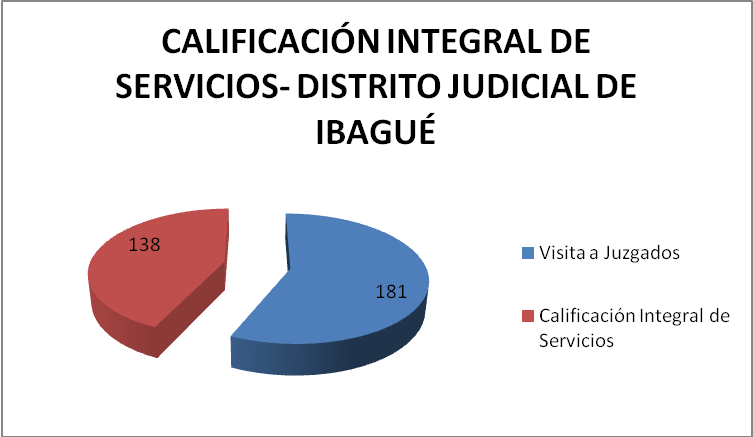 CALIFICACIÓN INTEGRAL DE
SERVICIOS- DISTRITO JUDICIAL DE
IBAGUÉ
138
181
Visita a Juzgados
Calificación Integral de
Servicios